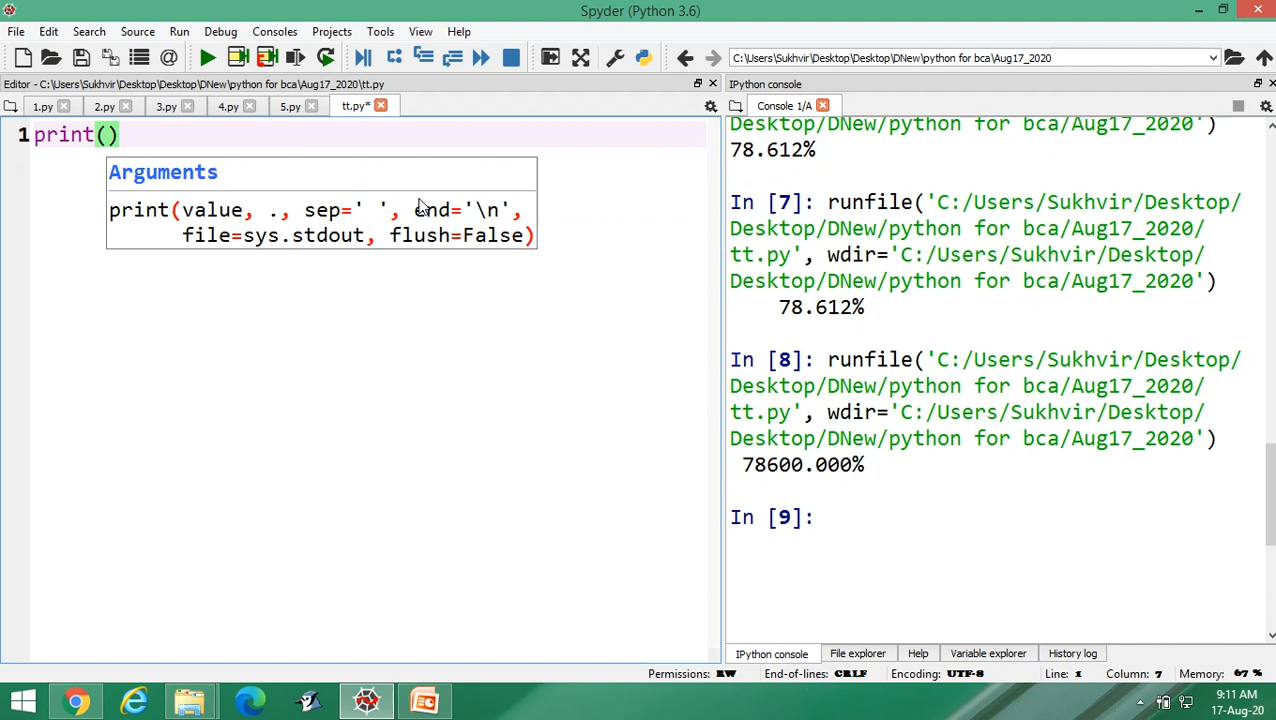 Spyder (Python 3.6)
File Edit Search Source Run Debug Consoles Projects Tools View Help
C:\Users\Sukhvir\Desktop\Desktop\DNew\python for bca\Aug17_2020
Editor - C:\Users\Sukhvir\Desktop\Desktop\DNew\python for bca\Aug17_2020\tt.py
1.py 2.py 3.py 4.py 5.py tt.py*
1 print()
Arguments
print(value, ., sep=' ', end='\n',
file=sys.stdout, flush=False)
IPython console
Console 1/A
Desktop/DNew/python for bca/Aug17_2020')
78.612%
In [7]: runfile('C:/Users/Sukhvir/Desktop/
Desktop/DNew/python for bca/Aug17_2020/
tt.py', wdir='C:/Users/Sukhvir/Desktop/
Desktop/DNew/python for bca/Aug17_2020')
78.612%
In [8]: runfile('C:/Users/Sukhvir/Desktop/
Desktop/DNew/python for bca/Aug17_2020/
tt.py', wdir='C:/Users/Sukhvir/Desktop/
Desktop/DNew/python for bca/Aug17_2020')
78600.000%
In [9]:
IPython console File explorer Help Variable explorer History log
Permissions: RW End-of-lines: CRLF Encoding: UTF-8 Line: 1 Column: 7 Memory: 67 %
9:11 AM
17-Aug-20